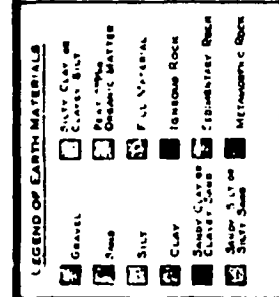 LEGEND OF EARTH MATERIALS
GRAVEL
SAND
SILT
CLAY
SANDY CLAY OR
CLAYEY SAND
SANDY SILT OR
SILTY SAND
SILTY CLAY OR
CLAYEY SILT
PEAT
ORGANIC MATTER
FILL MATERIAL
IGNEOUS ROCK
SEDIMENTARY ROCK
METAMORPHIC ROCK